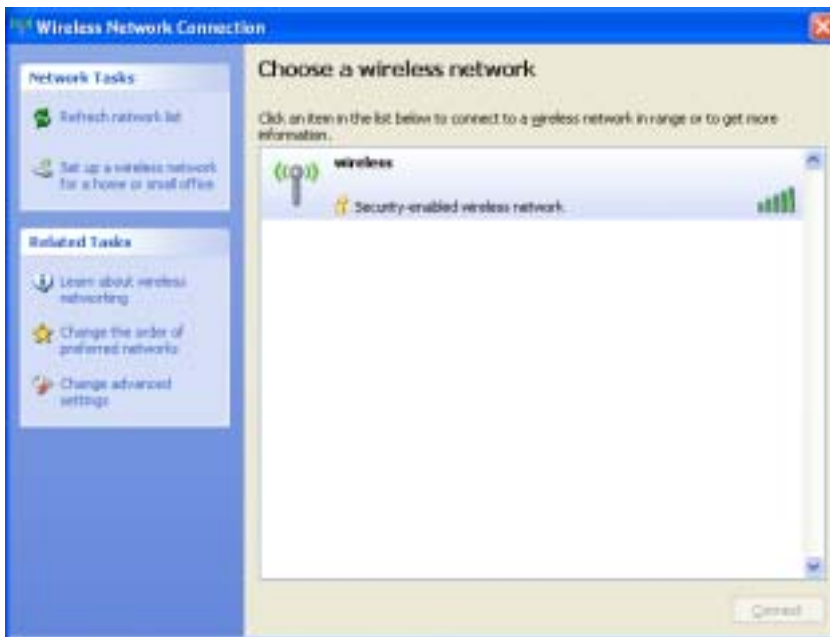 Wireless Network Connection
Network Tasks
Refresh network list
Set up a wireless network
for a home or small office
Related Tasks
Learn about wireless
networking
Change the order of
preferred networks
Change advanced
settings
Choose a wireless network
Click an item in the list below to connect to a wireless network in range or to get more
information.
wireless
Security-enabled wireless network
Connect